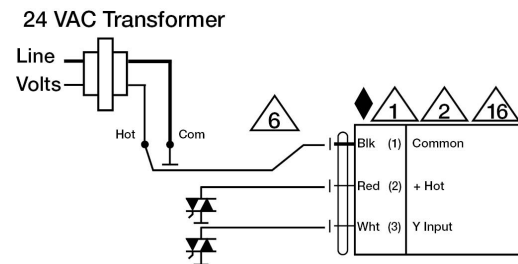 24 VAC Transformer
Line
Volts
Hot
Com
6
1
2
16
Blk (1) Common
Red (2) + Hot
Wht (3) Y Input